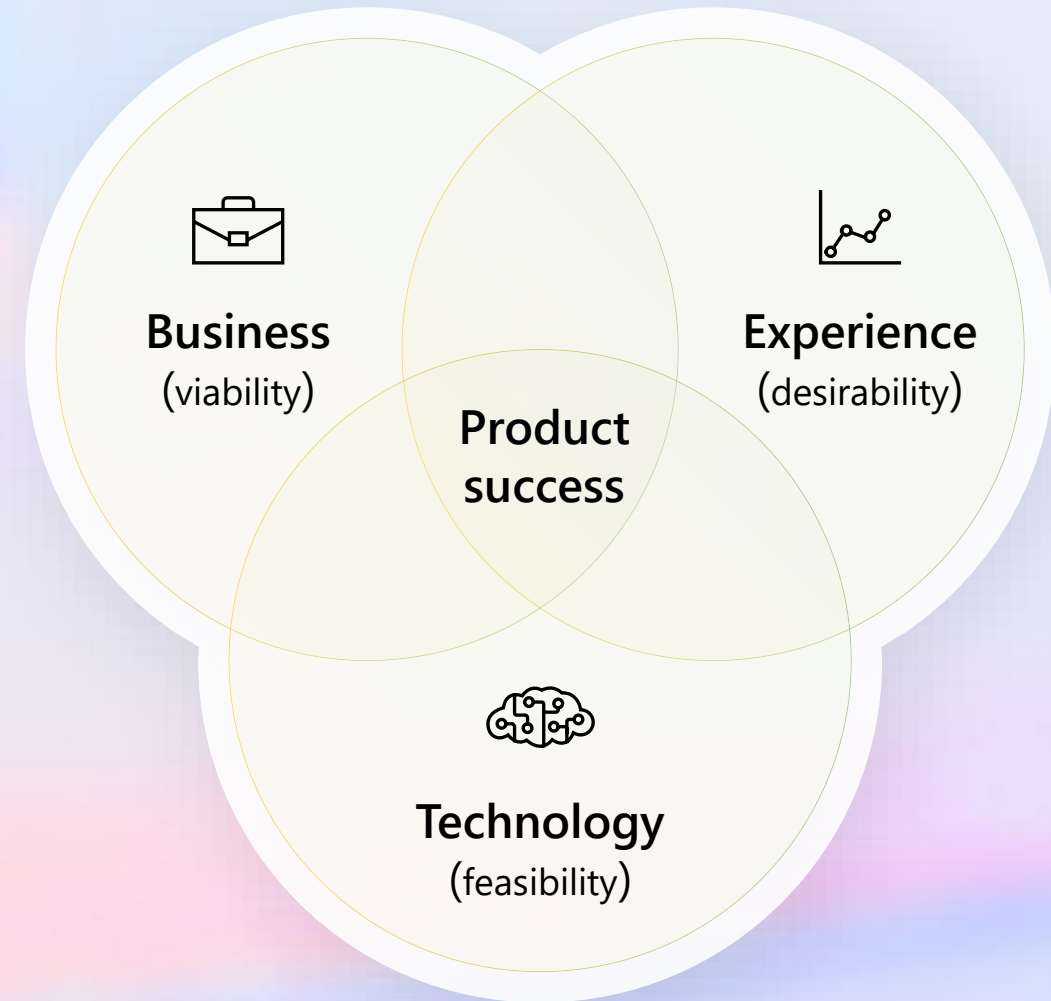 Business
(viability)
Experience
(desirability)
Product
success
Technology
(feasibility)